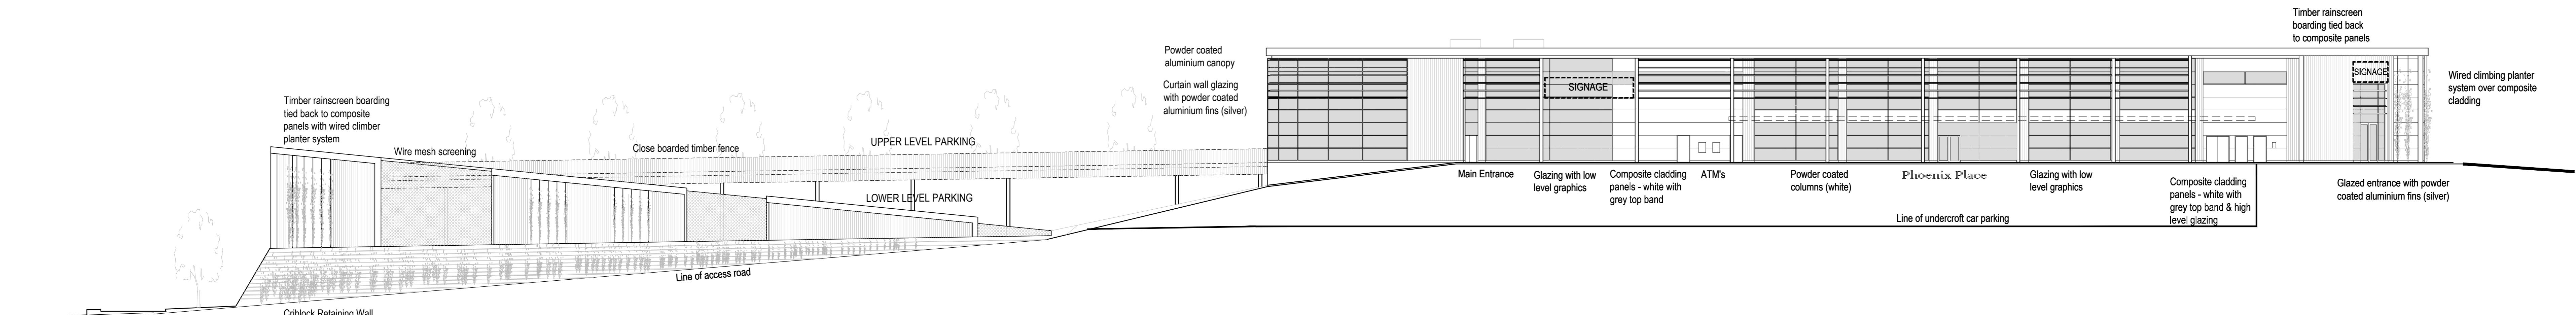 Timber rainscreen boarding
tied back to composite
panels with wired climber
planter system
Wire mesh screening
Close boarded timber fence
UPPER LEVEL PARKING
LOWER LEVEL PARKING
Line of access road
Criblock Retaining Wall
Powder coated
aluminium canopy
Curtain wall glazing
with powder coated
aluminium fins (silver)
SIGNAGE
Main Entrance
Glazing with low
level graphics
Composite cladding
panels - white with
grey top band
ATM's
Powder coated
columns (white)
Phoenix Place
Glazing with low
level graphics
Line of undercroft car parking
Composite cladding
panels - white with
grey top band & high
level glazing
Timber rainscreen
boarding tied back
to composite panels
SIGNAGE
Wired climbing planter
system over composite
cladding
Glazed entrance with powder
coated aluminium fins (silver)